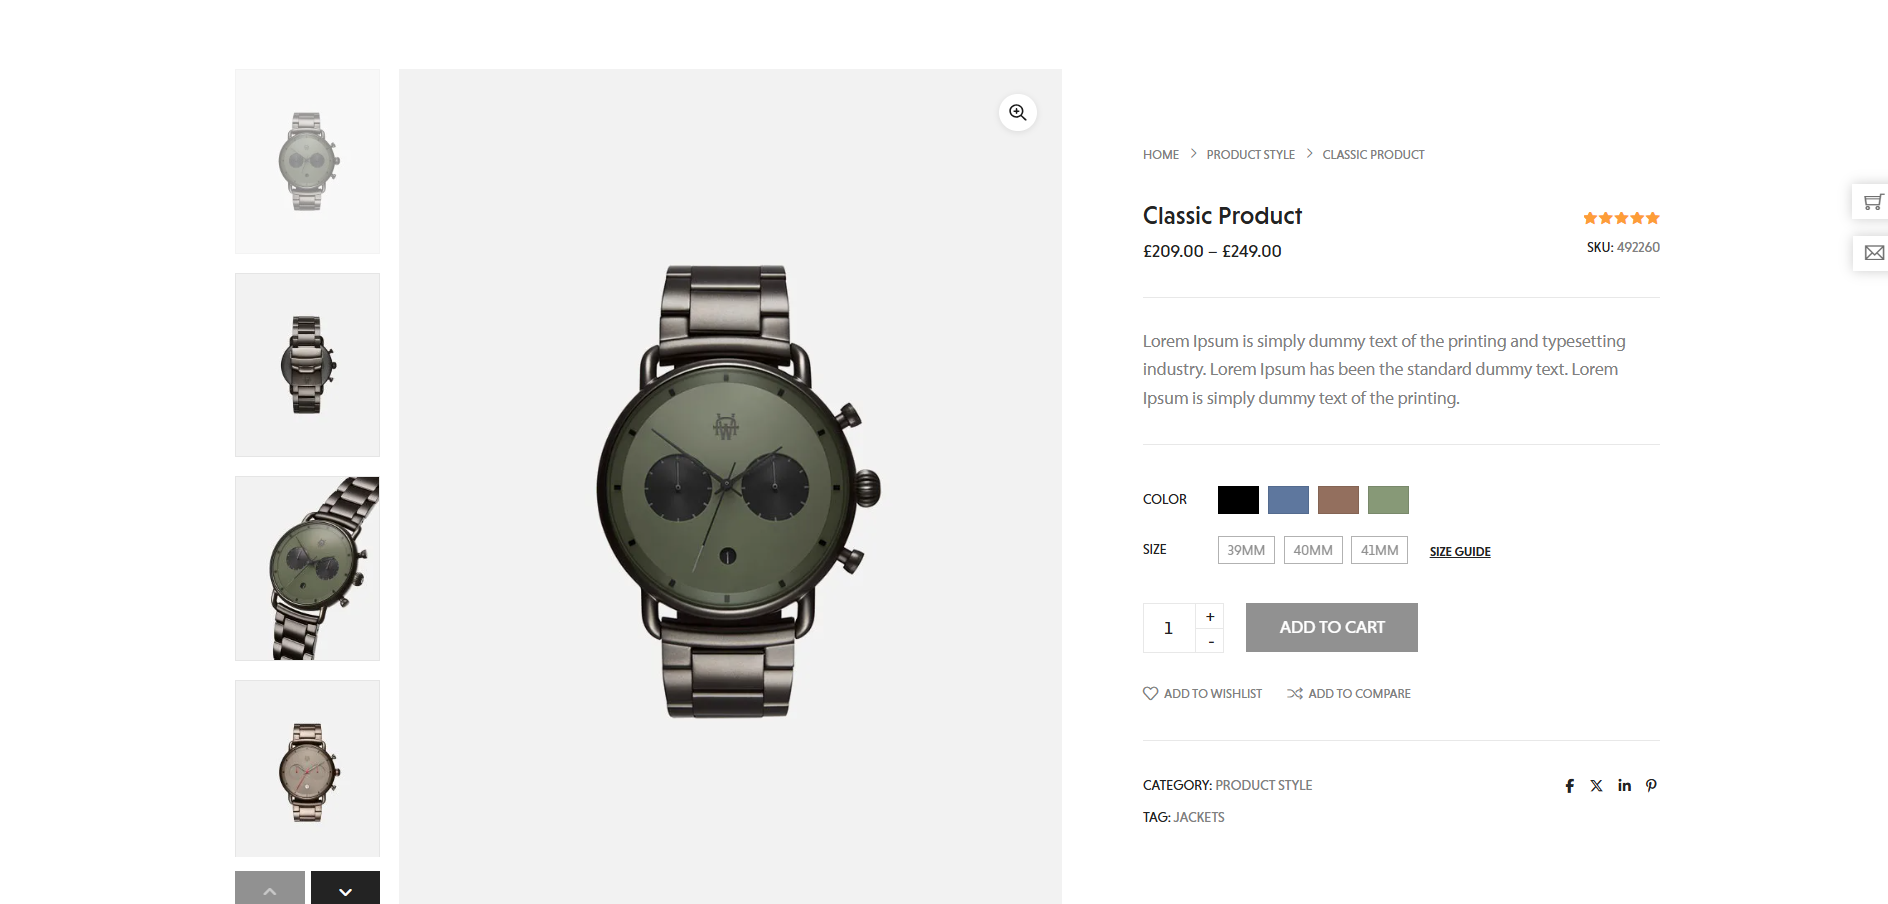 HOME > PRODUCT STYLE > CLASSIC PRODUCT
Classic Product
£209.00 – £249.00
SKU: 492260
Lorem Ipsum is simply dummy text of the printing and typesetting
industry. Lorem Ipsum has been the standard dummy text. Lorem
Ipsum is simply dummy text of the printing.
COLOR
SIZE 39MM 40MM 41MM SIZE GUIDE
1 + -
ADD TO CART
ADD TO WISHLIST ADD TO COMPARE
CATEGORY: PRODUCT STYLE
TAG: JACKETS